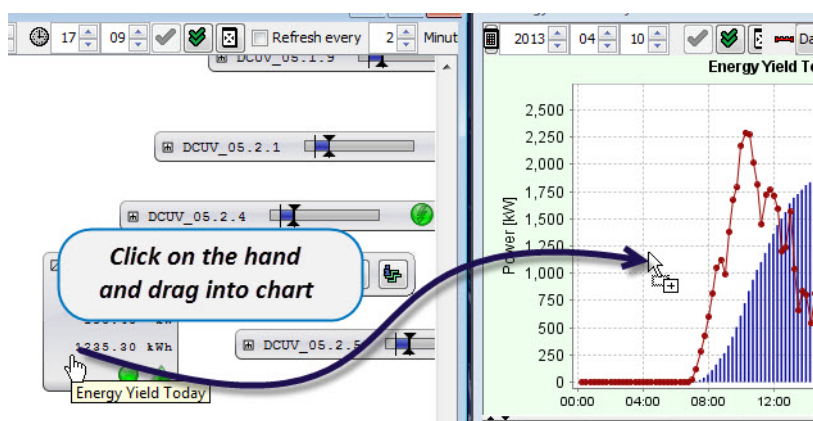 17 09 Refresh every 2 Minut
DCUV_05.1.9
DCUV_05.2.1
DCUV_05.2.4
Click on the hand
and drag into chart
kW
1235.30 kWh
DCUV_05.2.5
Energy Yield Today
2013 04 10 Da
Energy Yield T
Power [kW]
2,500
2,250
2,000
1,750
1,500
1,250
1,000
750
500
250
0
00:00 04:00 08:00 12:00